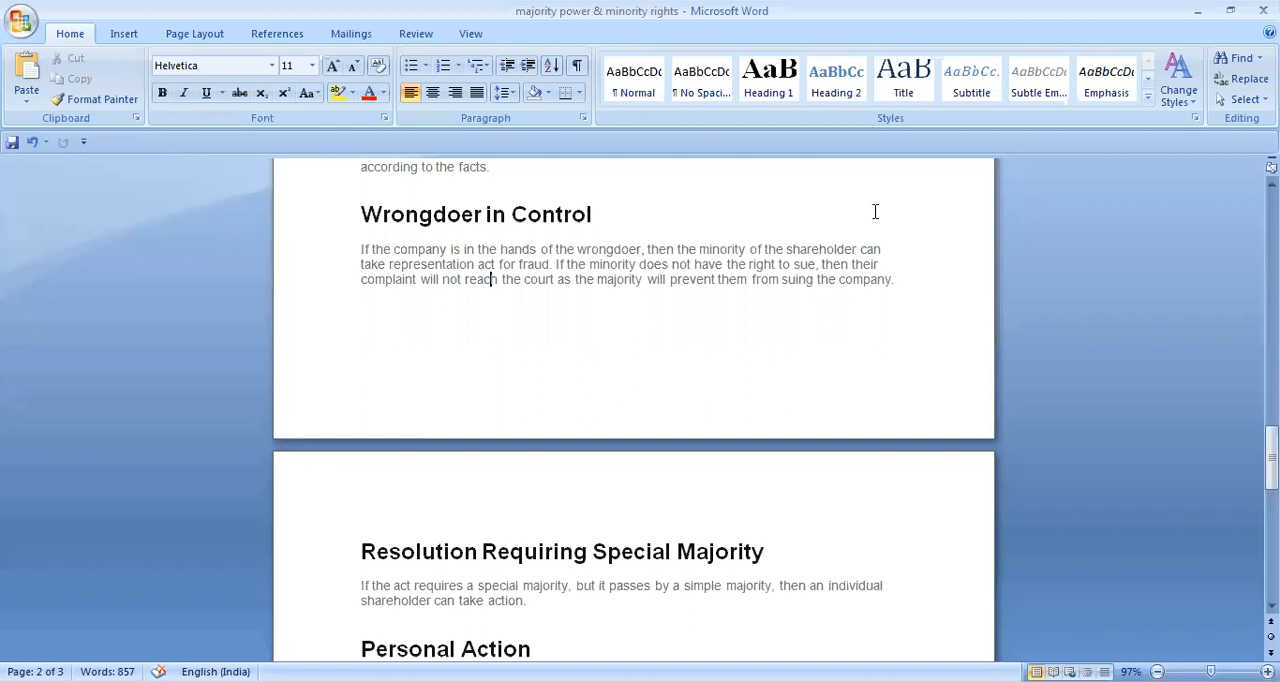 majority power & minority rights - Microsoft Word
Home Insert Page Layout References Mailings Review View
Paste
Cut
Copy
Format Painter
Clipboard
Helvetica 11
Font
Paragraph
AaBbCcDc AaBbCcDc AaB AaBbCc AaB AaBbCc. AaBbCcDc AaBbCcDc
¶ Normal ¶ No Spaci... Heading 1 Heading 2 Title Subtitle Subtle Em... Emphasis
Styles
Change Styles
Find
Replace
Select
Editing
according to the facts.
Wrongdoer in Control
If the company is in the hands of the wrongdoer, then the minority of the shareholder can
take representation act for fraud. If the minority does not have the right to sue, then their
complaint will not reach the court as the majority will prevent them from suing the company.
Resolution Requiring Special Majority
If the act requires a special majority, but it passes by a simple majority, then an individual
shareholder can take action.
Personal Action
Page: 2 of 3 Words: 857 English (India) 97%